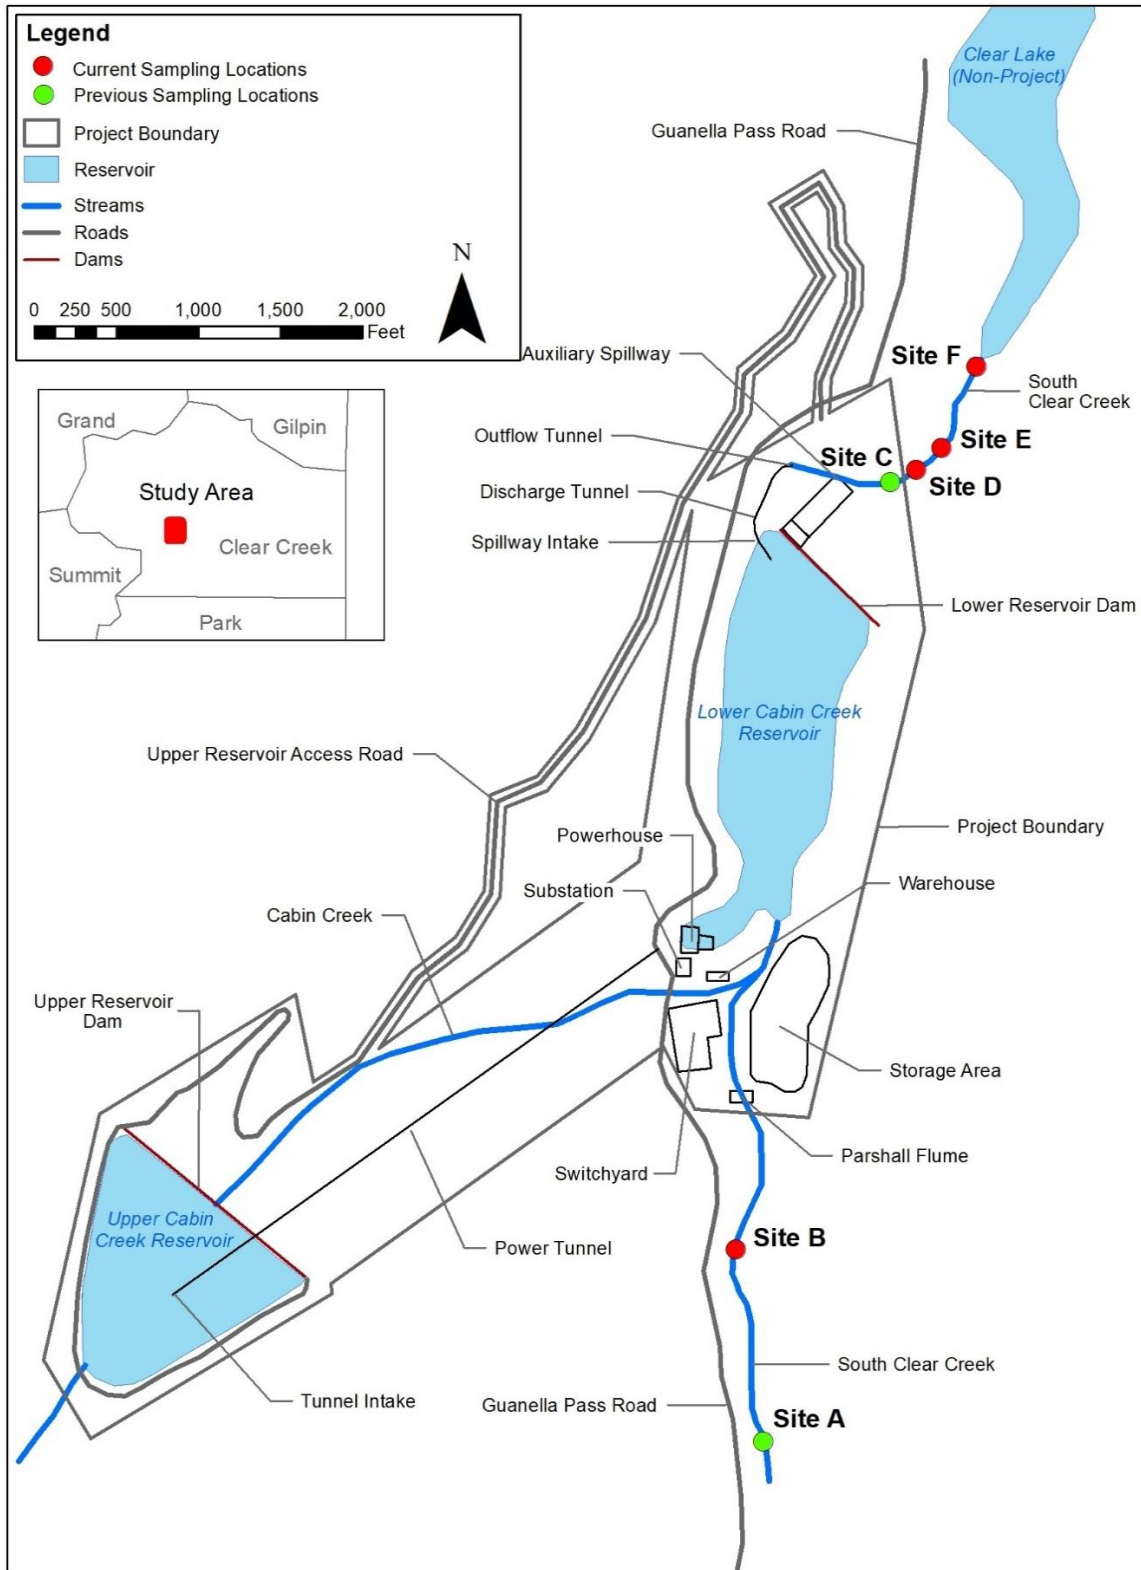 Legend
Current Sampling Locations
Previous Sampling Locations
Project Boundary
Reservoir
Streams
Roads
Dams
N
0 250 500 1,000 1,500 2,000
Feet
Grand
Gilpin
Study Area
Clear Creek
Summit
Park
Clear Lake
(Non-Project)
Guanella Pass Road
Auxiliary Spillway
Site F
South
Clear Creek
Outflow Tunnel
Site C
Site E
Site D
Discharge Tunnel
Spillway Intake
Lower Reservoir Dam
Lower Cabin Creek
Reservoir
Upper Reservoir Access Road
Project Boundary
Powerhouse
Substation
Warehouse
Cabin Creek
Upper Reservoir
Dam
Storage Area
Switchyard
Parshall Flume
Upper Cabin
Creek Reservoir
Power Tunnel
Site B
South Clear Creek
Tunnel Intake
Guanella Pass Road
Site A